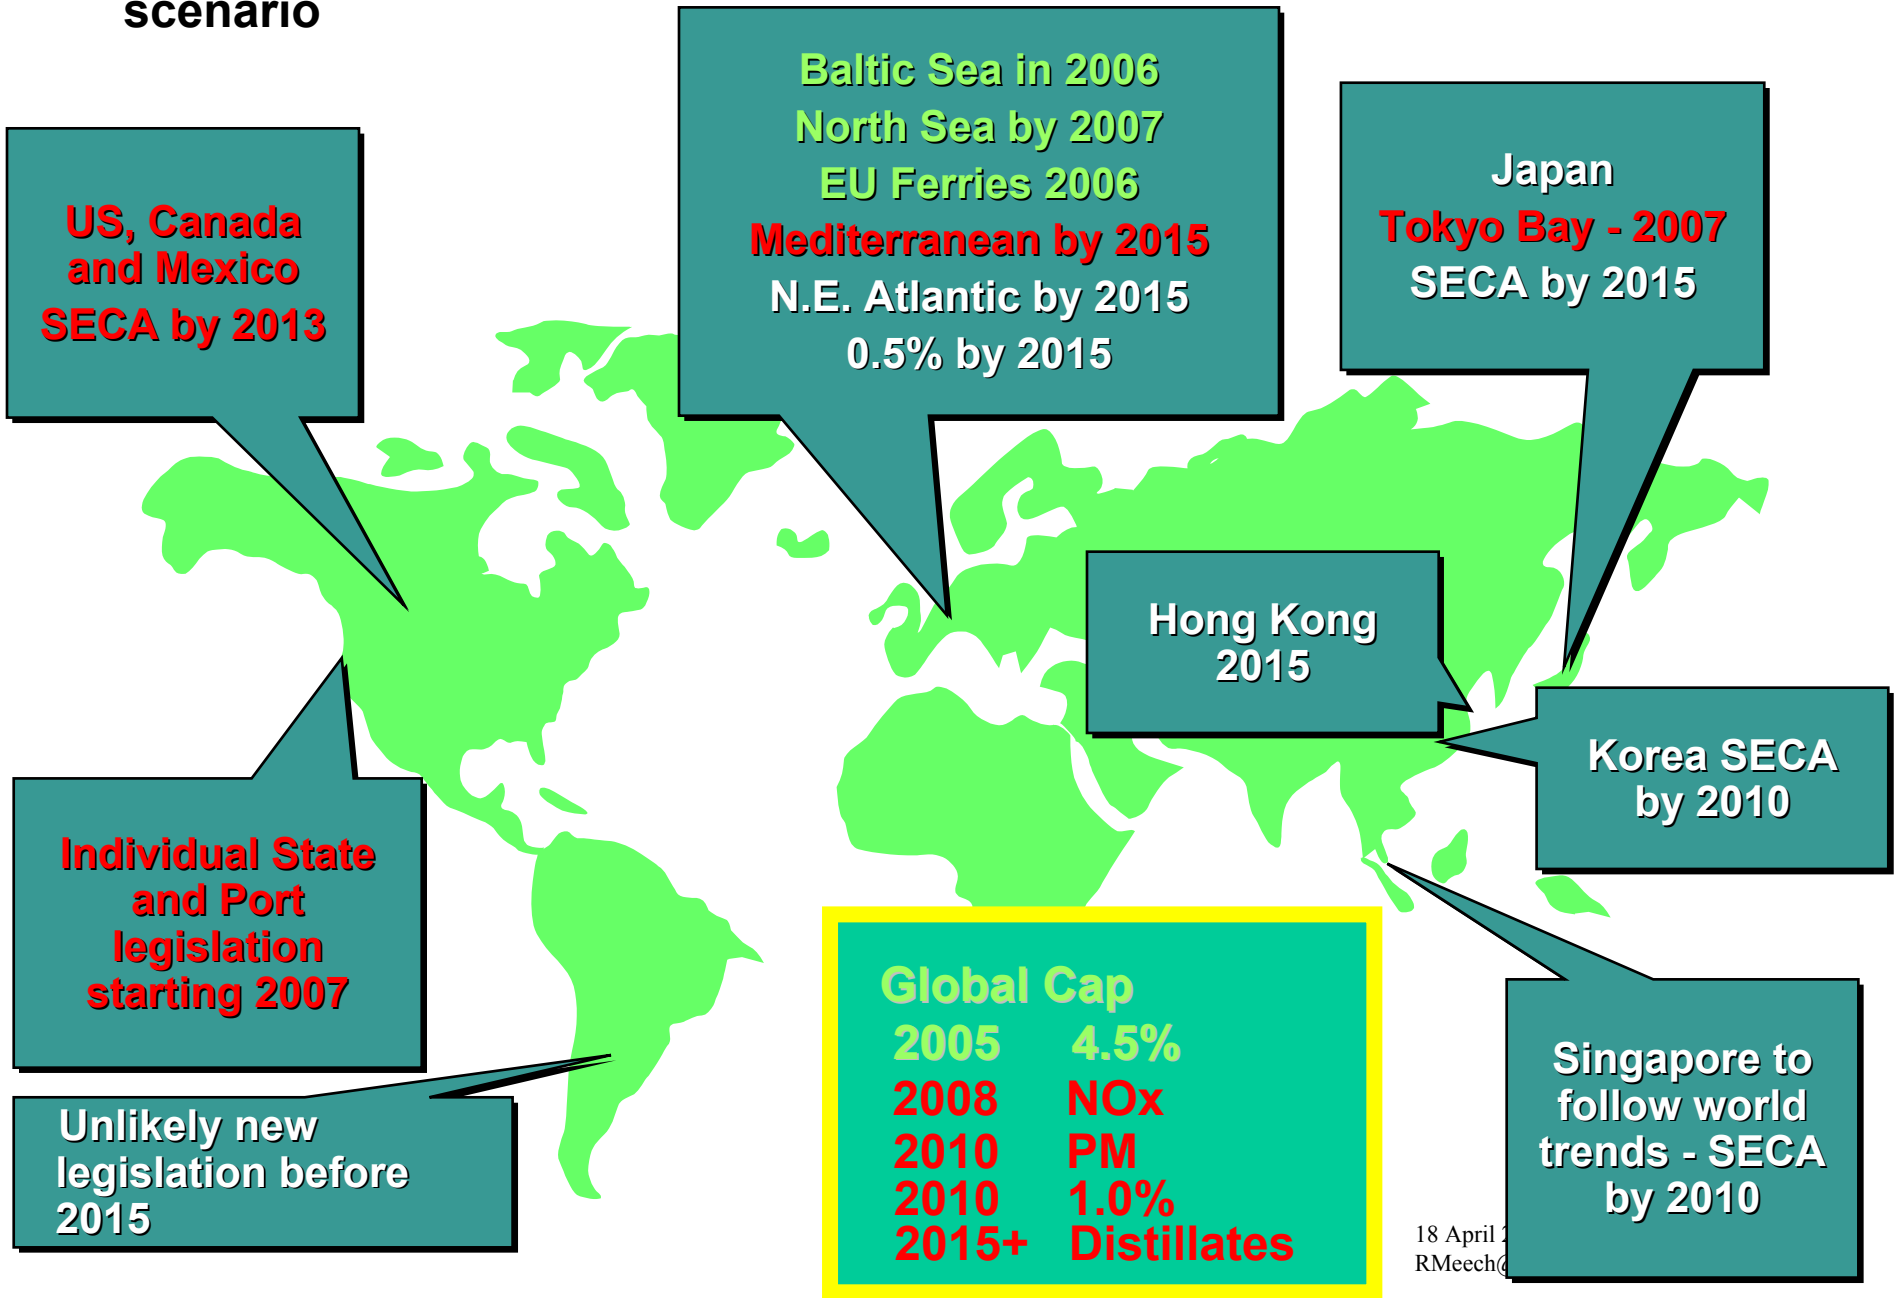 scenario
Baltic Sea in 2006
North Sea by 2007
EU Ferries 2006
Mediterranean by 2015
N.E. Atlantic by 2015
0.5% by 2015
Japan
Tokyo Bay - 2007
SECA by 2015
US, Canada
and Mexico
SECA by 2013
Hong Kong
2015
Korea SECA
by 2010
Individual State
and Port
legislation
starting 2007
Global Cap
2005 4.5%
2008 NOx
2010 PM
2010 1.0%
2015+ Distillates
Singapore to
follow world
trends - SECA
by 2010
Unlikely new
legislation before
2015
18 April
RMeech@